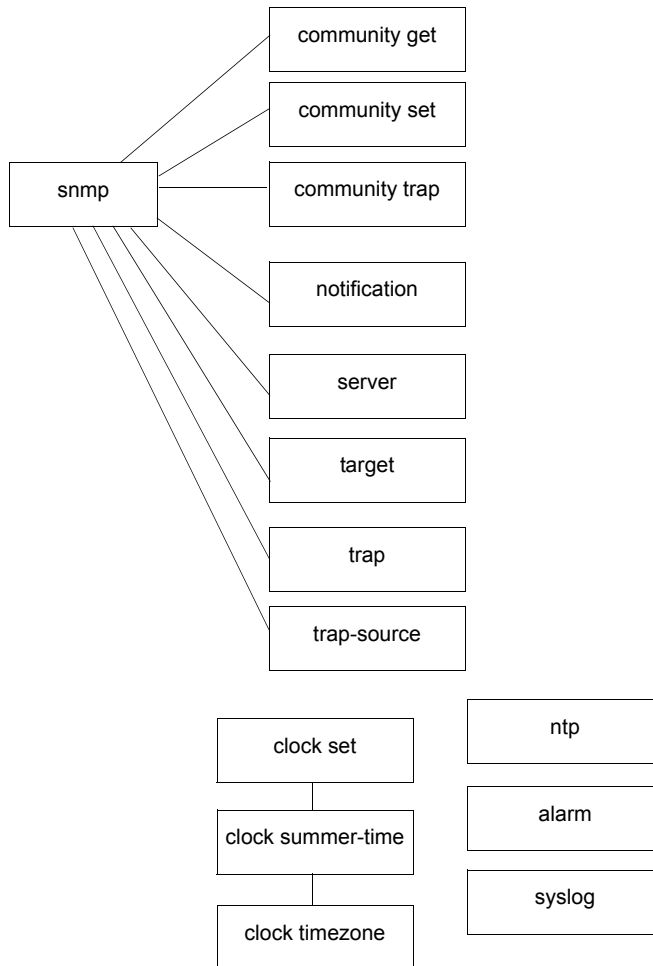 community get
community set
snmp
community trap
notification
server
target
trap
trap-source
clock set
ntp
clock summer-time
alarm
clock timezone
syslog